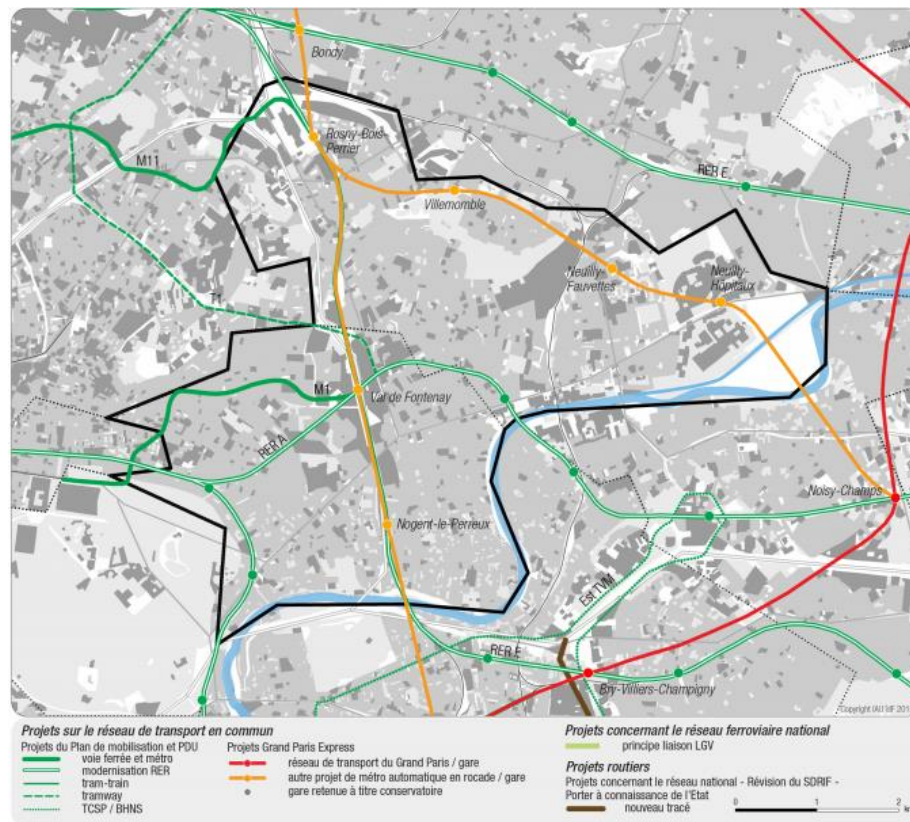 Bondy
Rosny-Bois-
Perrier
M11
RER E
Villemomble
Neuilly-
Fauvettes
Neuilly-
Hôpitaux
T1
M1
Val de Fontenay
RER A
Noisy-Champs
Nogent-le-Perreux
Est TVM
RER E
Bry-Villiers-Champigny
Copyright IAU IdF 201
Projets sur le réseau de transport en commun
Projets du Plan de mobilisation et PDU
voie ferrée et métro
modernisation RER
tram-train
tramway
TCSP / BHNS
Projets Grand Paris Express
réseau de transport du Grand Paris / gare
autre projet de métro automatique en rocade / gare
gare retenue à titre conservatoire
Projets concernant le réseau ferroviaire national
principe liaison LGV
Projets routiers
Projets concernant le réseau national - Révision du SDRIF -
Porter à connaissance de l'Etat
nouveau tracé
0 1 2